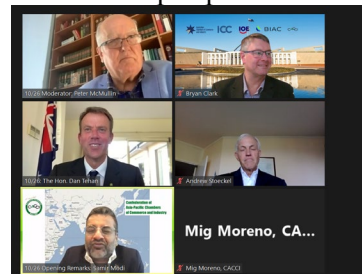 ICC IOE BIAC
10/26 Moderator: Peter McMullin
Bryan Clark
10/26: The Hon. Dan Tehan
Andrew Stoeckel
Confederation of
Asia-Pacific Chambers
of Commerce and Industry
10/26 Opening Remarks: Samir Modi
Mig Moreno, CA...
Mig Moreno, CACCI